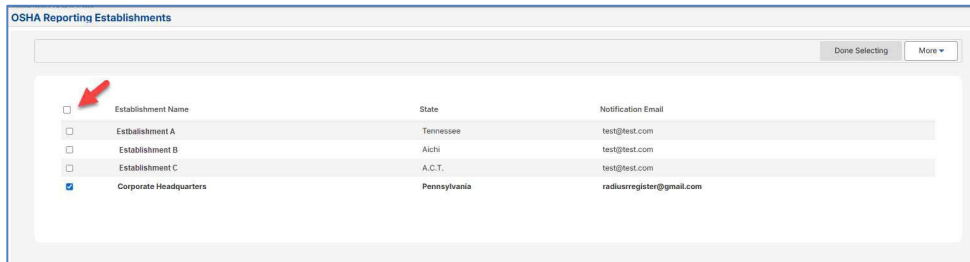 OSHA Reporting Establishments
Done Selecting More
Establishment Name State Notification Email
Estbalishment A Tennessee test@test.com
Establishment B Aichi test@test.com
Establishment C A.C.T. test@test.com
Corporate Headquarters Pennsylvania radiusrregister@gmail.com